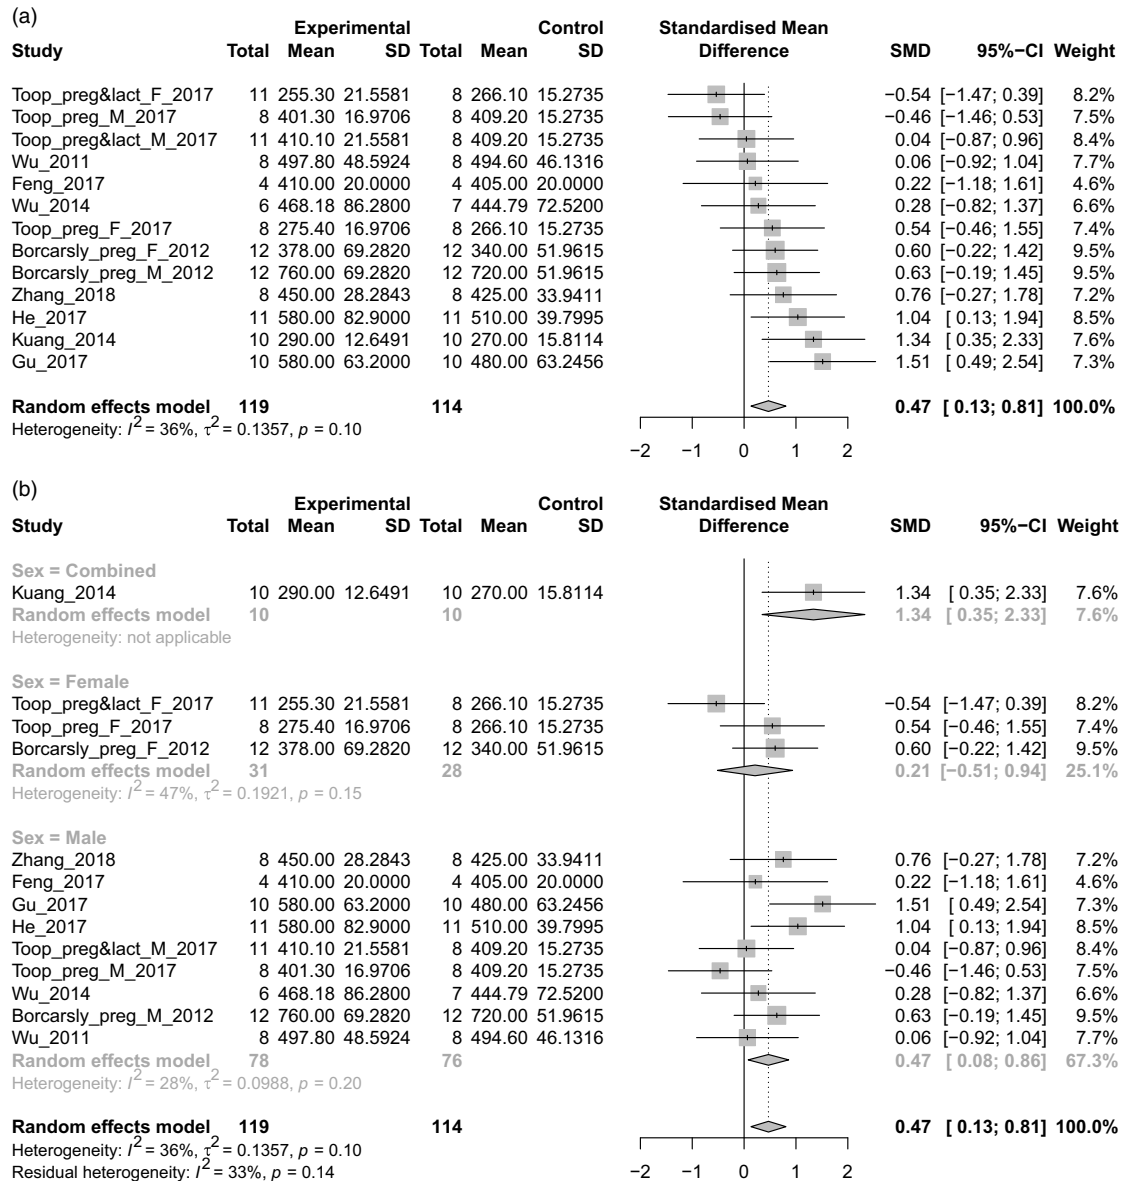 (a)
Experimental Control Standardised Mean
Study Total Mean SD Total Mean SD Difference SMD 95%−CI Weight
Toop_preg&lact_F_2017 11 255.30 21.5581 8 266.10 15.2735 −0.54 [−1.47; 0.39] 8.2%
Toop_preg_M_2017 8 401.30 16.9706 8 409.20 15.2735 −0.46 [−1.46; 0.53] 7.5%
Toop_preg&lact_M_2017 11 410.10 21.5581 8 409.20 15.2735 0.04 [−0.87; 0.96] 8.4%
Wu_2011 8 497.80 48.5924 8 494.60 46.1316 0.06 [−0.92; 1.04] 7.7%
Feng_2017 4 410.00 20.0000 4 405.00 20.0000 0.22 [−1.18; 1.61] 4.6%
Wu_2014 6 468.18 86.2800 7 444.79 72.5200 0.28 [−0.82; 1.37] 6.6%
Toop_preg_F_2017 8 275.40 16.9706 8 266.10 15.2735 0.54 [−0.46; 1.55] 7.4%
Borcarsly_preg_F_2012 12 378.00 69.2820 12 340.00 51.9615 0.60 [−0.22; 1.42] 9.5%
Borcarsly_preg_M_2012 12 760.00 69.2820 12 720.00 51.9615 0.63 [−0.19; 1.45] 9.5%
Zhang_2018 8 450.00 28.2843 8 425.00 33.9411 0.76 [−0.27; 1.78] 7.2%
He_2017 11 580.00 82.9000 11 510.00 39.7995 1.04 [ 0.13; 1.94] 8.5%
Kuang_2014 10 290.00 12.6491 10 270.00 15.8114 1.34 [ 0.35; 2.33] 7.6%
Gu_2017 10 580.00 63.2000 10 480.00 63.2456 1.51 [ 0.49; 2.54] 7.3%
Random effects model 119 114 0.47 [ 0.13; 0.81] 100.0%
Heterogeneity: I² = 36%, τ² = 0.1357, p = 0.10
−2 −1 0 1 2
(b)
Experimental Control Standardised Mean
Study Total Mean SD Total Mean SD Difference SMD 95%−CI Weight
Sex = Combined
Kuang_2014 10 290.00 12.6491 10 270.00 15.8114 1.34 [ 0.35; 2.33] 7.6%
Random effects model 10 10 1.34 [ 0.35; 2.33] 7.6%
Heterogeneity: not applicable
Sex = Female
Toop_preg&lact_F_2017 11 255.30 21.5581 8 266.10 15.2735 −0.54 [−1.47; 0.39] 8.2%
Toop_preg_F_2017 8 275.40 16.9706 8 266.10 15.2735 0.54 [−0.46; 1.55] 7.4%
Borcarsly_preg_F_2012 12 378.00 69.2820 12 340.00 51.9615 0.60 [−0.22; 1.42] 9.5%
Random effects model 31 28 0.21 [−0.51; 0.94] 25.1%
Heterogeneity: I² = 47%, τ² = 0.1921, p = 0.15
Sex = Male
Zhang_2018 8 450.00 28.2843 8 425.00 33.9411 0.76 [−0.27; 1.78] 7.2%
Feng_2017 4 410.00 20.0000 4 405.00 20.0000 0.22 [−1.18; 1.61] 4.6%
Gu_2017 10 580.00 63.2000 10 480.00 63.2456 1.51 [ 0.49; 2.54] 7.3%
He_2017 11 580.00 82.9000 11 510.00 39.7995 1.04 [ 0.13; 1.94] 8.5%
Toop_preg&lact_M_2017 11 410.10 21.5581 8 409.20 15.2735 0.04 [−0.87; 0.96] 8.4%
Toop_preg_M_2017 8 401.30 16.9706 8 409.20 15.2735 −0.46 [−1.46; 0.53] 7.5%
Wu_2014 6 468.18 86.2800 7 444.79 72.5200 0.28 [−0.82; 1.37] 6.6%
Borcarsly_preg_M_2012 12 760.00 69.2820 12 720.00 51.9615 0.63 [−0.19; 1.45] 9.5%
Wu_2011 8 497.80 48.5924 8 494.60 46.1316 0.06 [−0.92; 1.04] 7.7%
Random effects model 78 76 0.47 [ 0.08; 0.86] 67.3%
Heterogeneity: I² = 28%, τ² = 0.0988, p = 0.20
Random effects model 119 114 0.47 [ 0.13; 0.81] 100.0%
Heterogeneity: I² = 36%, τ² = 0.1357, p = 0.10
Residual heterogeneity: I² = 33%, p = 0.14
−2 −1 0 1 2